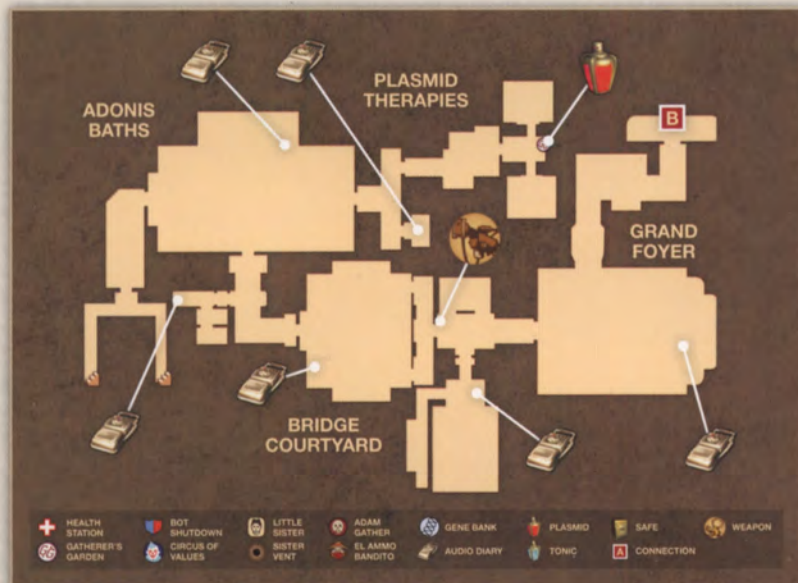 ADONIS
BATHS
PLASMID
THERAPIES
B
GRAND
FOYER
BRIDGE
COURTYARD
HEALTH
STATION
BOT
SHUTDOWN
LITTLE
SISTER
ADAM
GATHER
GENE BANK
PLASMID
SAFE
WEAPON
GATHERER'S
GARDEN
CIRCUS OF
VALUES
SISTER
VENT
EL AMMO
BANDITO
AUDIO DIARY
TONIC
A
CONNECTION